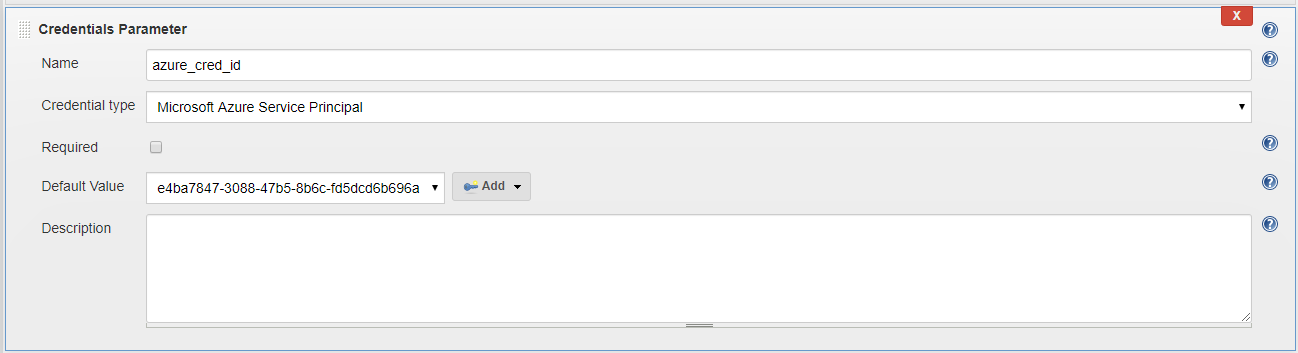 X
Credentials Parameter
Name
azure_cred_id
Credential type
Microsoft Azure Service Principal
Required
Default Value
e4ba7847-3088-47b5-8b6c-fd5dcd6b696a
Add
Description